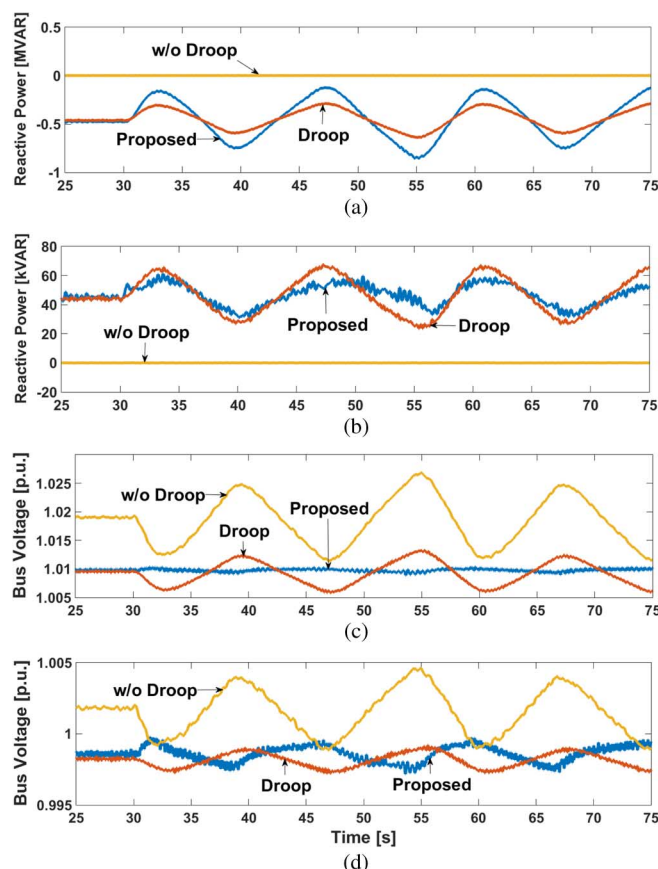 Reactive Power [MVAR]
0.5
0
-0.5
-1
w/o Droop
Proposed
Droop
25 30 35 40 45 50 55 60 65 70 75
(a)
Reactive Power [kVAR]
80
60
40
20
0
-20
Proposed
Droop
w/o Droop
25 30 35 40 45 50 55 60 65 70 75
(b)
Bus Voltage [p.u.]
1.025
1.02
1.015
1.01
1.005
w/o Droop
Proposed
Droop
25 30 35 40 45 50 55 60 65 70 75
(c)
Bus Voltage [p.u.]
1.005
1
0.995
w/o Droop
Droop
Proposed
25 30 35 40 45 50 55 60 65 70 75
Time [s]
(d)